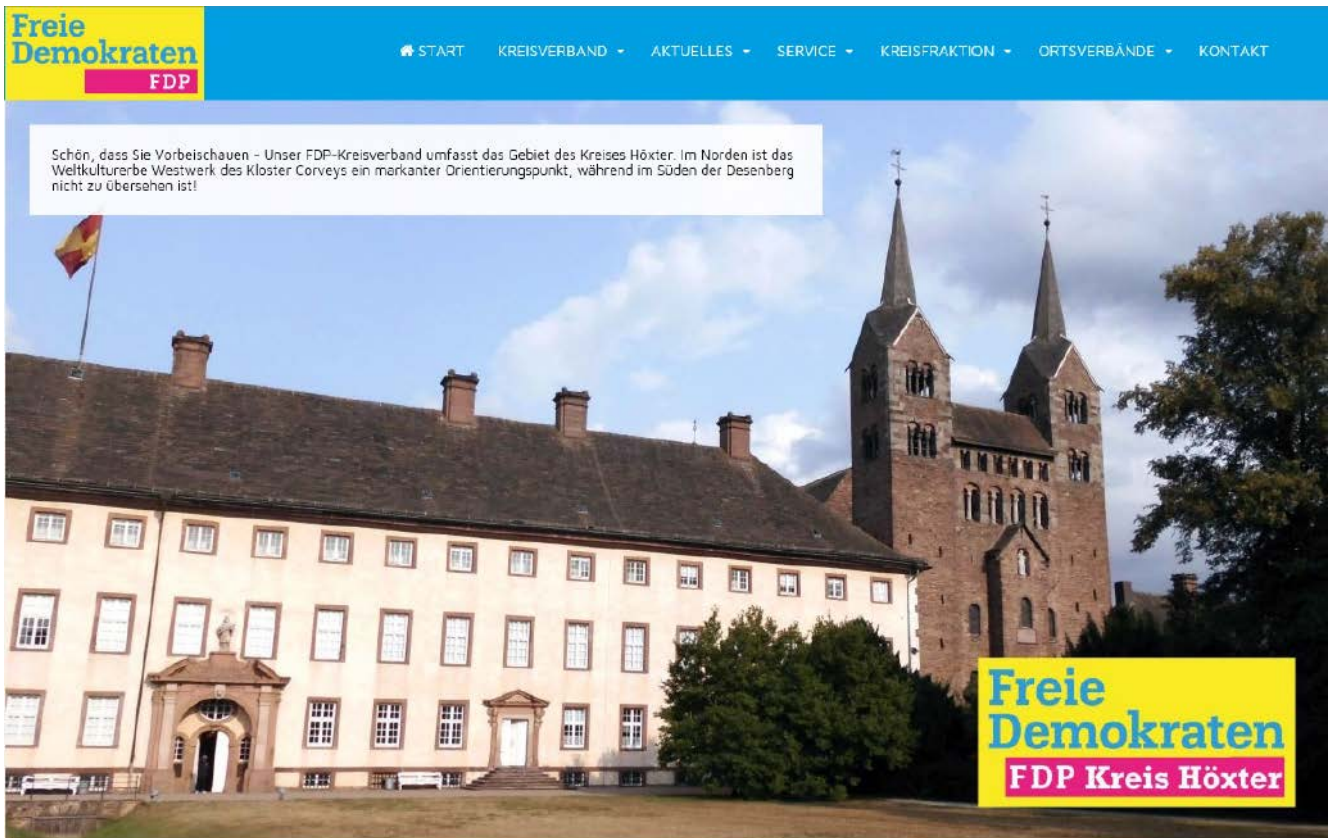 Freie
Demokraten
FDP
START KREISVERBAND AKTUELLES SERVICE KREISFRAKTION ORTSVERBÄNDE KONTAKT
Schön, dass Sie Vorbeischauen - Unser FDP-Kreisverband umfasst das Gebiet des Kreises Höxter. Im Norden ist das
Weltkulturerbe Westwerk des Kloster Corveys ein markanter Orientierungspunkt, während im Süden der Desenberg
nicht zu übersehen ist!
Freie
Demokraten
FDP Kreis Höxter